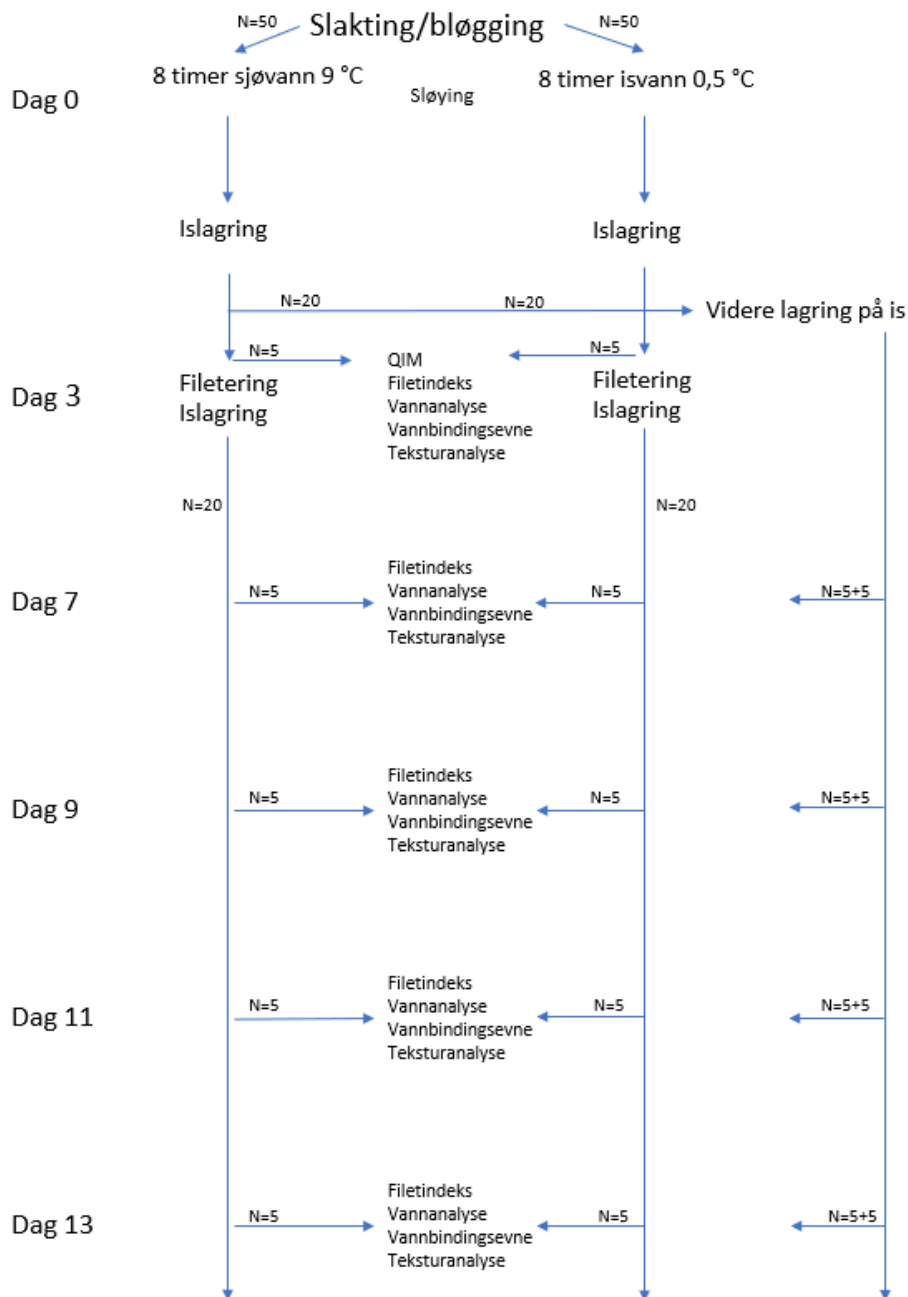 N=50
Slakting/bløgging
N=50
8 timer sjøvann 9 °C
8 timer isvann 0,5 °C
Dag 0
Sløying
Islagring
Islagring
N=20
N=20
Videre lagring på is
N=5
N=5
QIM
Filetering
Filetering
Filetindeks
Dag 3
Islagring
Islagring
Vannanalyse
Vannbindingsevne
Teksturanalyse
N=20
N=20
Filetindeks
Dag 7
N=5
Vannanalyse
N=5
N=5+5
Vannbindingsevne
Teksturanalyse
Filetindeks
Dag 9
N=5
Vannanalyse
N=5
N=5+5
Vannbindingsevne
Teksturanalyse
Filetindeks
Dag 11
N=5
Vannanalyse
N=5
N=5+5
Vannbindingsevne
Teksturanalyse
Filetindeks
Dag 13
N=5
Vannanalyse
N=5
N=5+5
Vannbindingsevne
Teksturanalyse